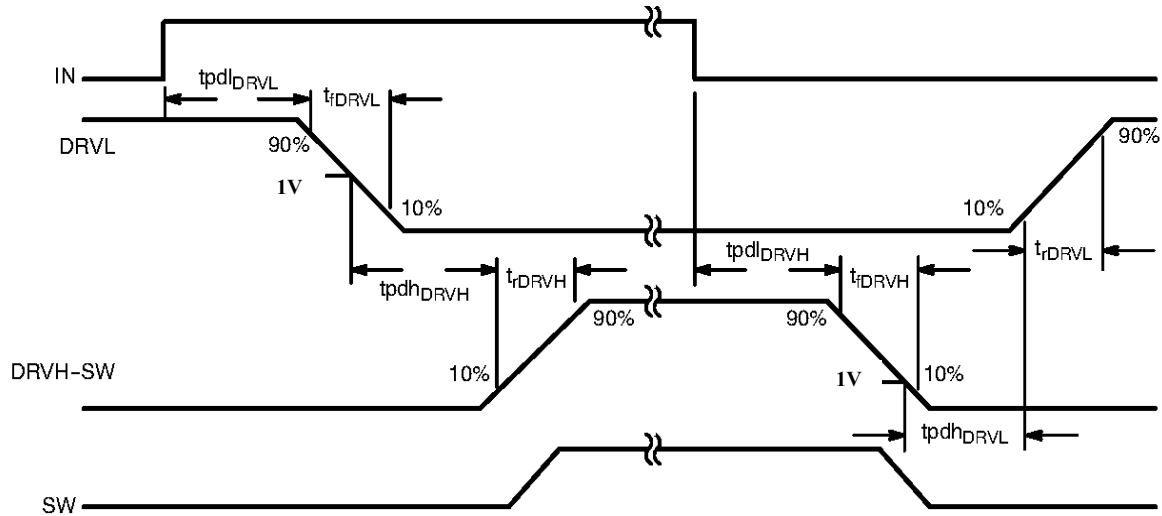 IN
tpdlDRVL
tfDRVL
DRVL
90%
90%
1V
10%
10%
tpdhDRVH
trDRVH
tpdlDRVH
tfDRVH
trDRVL
90%
90%
DRVH-SW
10%
1V
10%
tpdhDRVL
SW